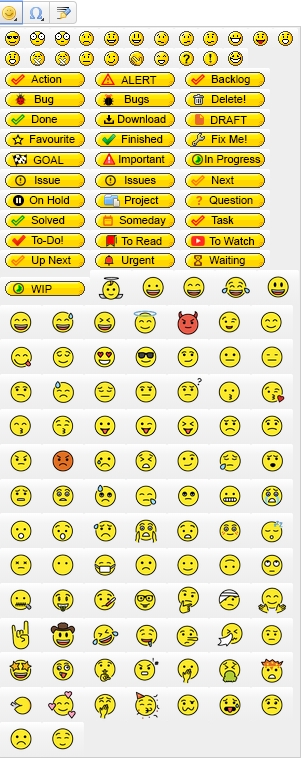 Action ALERT Backlog
Bug Bugs Delete!
Done Download DRAFT
Favourite Finished Fix Me!
GOAL Important In Progress
Issue Issues Next
On Hold Project Question
Solved Someday Task
To-Do! To Read To Watch
Up Next Urgent Waiting
WIP